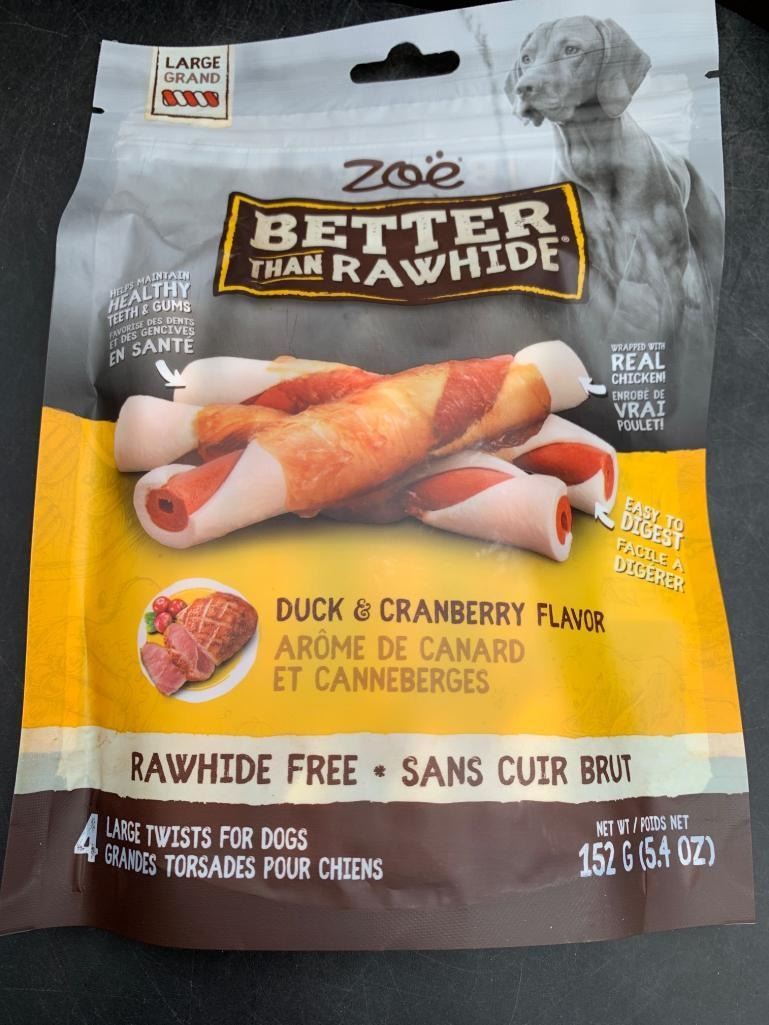 LARGE
GRAND
zoë
BETTER
THAN RAWHIDE®
HELPS MAINTAIN
HEALTHY
TEETH & GUMS
FAVORISE DES DENTS
ET DES GENCIVES
EN SANTÉ
WRAPPED WITH
REAL
CHICKEN!
ENROBÉ DE
VRAI
POULET!
EASY TO
DIGEST
FACILE À
DIGÉRER
DUCK & CRANBERRY FLAVOR
ARÔME DE CANARD
ET CANNEBERGES
RAWHIDE FREE * SANS CUIR BRUT
4 LARGE TWISTS FOR DOGS
GRANDES TORSADES POUR CHIENS
NET WT / POIDS NET
152 G (5.4 OZ)